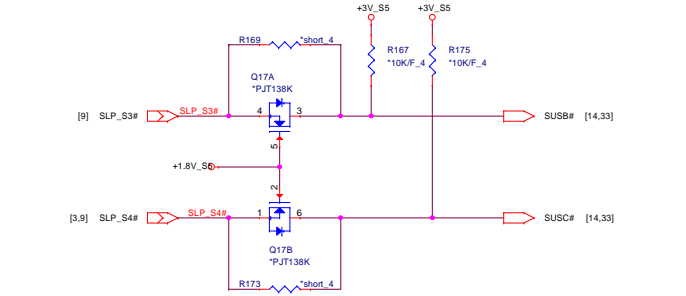 +3V_S5 +3V_S5
R169 *short_4
R167 R175
*10K/F_4 *10K/F_4
Q17A
*PJT138K
[9] SLP_S3# SLP_S3# 4 3 SUSB# [14,33]
5
+1.8V_S5
2
[3,9] SLP_S4# SLP_S4# 1 6 SUSC# [14,33]
Q17B
*PJT138K
R173 *short_4